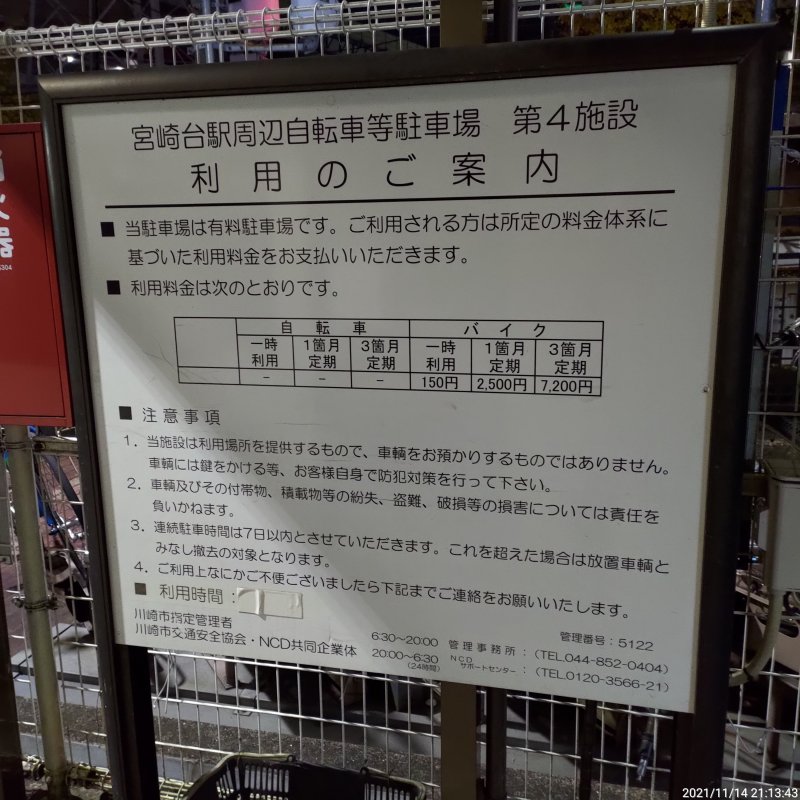 宮崎台駅周辺自転車等駐車場 第4施設
利用のご案内
■ 当駐車場は有料駐車場です。ご利用される方は所定の料金体系に
基づいた利用料金をお支払いいただきます。
■ 利用料金は次のとおりです。
自転車 バイク
一時利用 1箇月定期 3箇月定期 一時利用 1箇月定期 3箇月定期
- - - 150円 2,500円 7,200円
■ 注意事項
1. 当施設は利用場所を提供するもので、車輌をお預かりするものではありません。
車輌には鍵をかける等、お客様自身で防犯対策を行って下さい。
2. 車輌及びその付帯物、積載物等の紛失、盗難、破損等の損害については責任を
負いかねます。
3. 連続駐車時間は7日以内とさせていただきます。これを超えた場合は放置車輌と
みなし撤去の対象となります。
4. ご利用上なにかご不便ございましたら下記までご連絡をお願いいたします。
■ 利用時間:
管理番号:5122
川崎市指定管理者
川崎市交通安全協会・NCD共同企業体
6:30~20:00 管理事務所:(TEL044-852-0404)
20:00~6:30 NCDサポートセンター:(TEL0120-3566-21)
(24時間)
器
2021/11/14 21:13:43